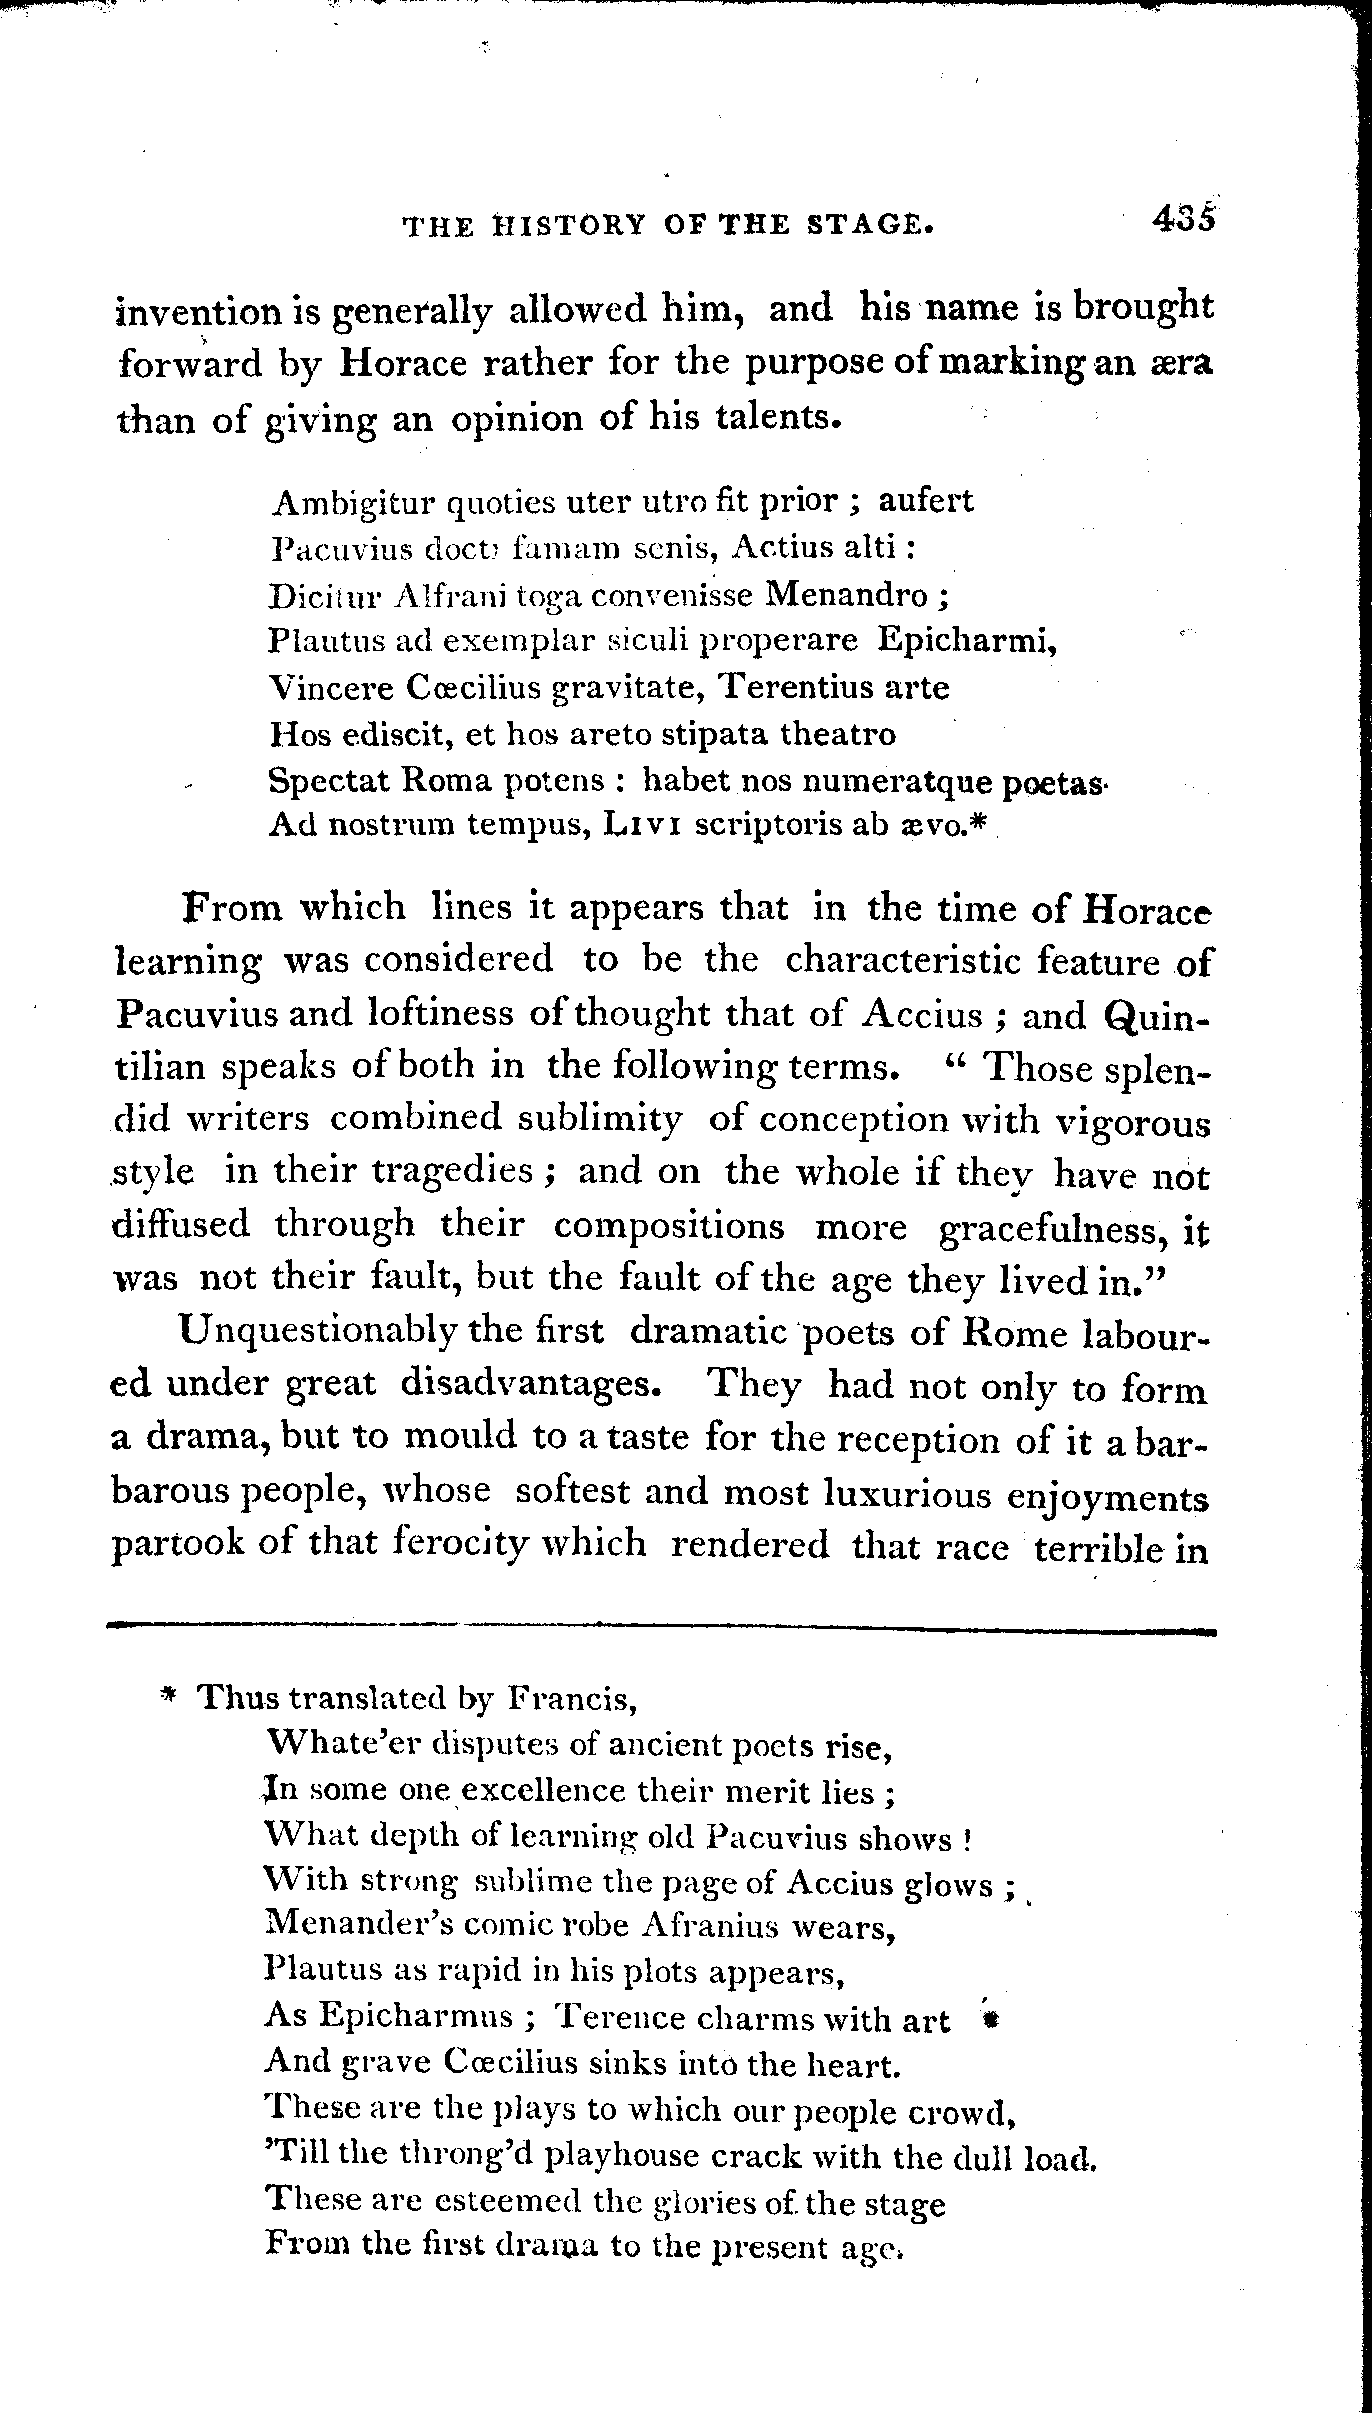 THE HISTORY OF THE STAGE. 435
invention is generally allowed him, and his name is brought
forward by Horace rather for the purpose of marking an æra
than of giving an opinion of his talents.
Ambigitur quoties uter utro fit prior ; aufert
Pacuvius docti famam senis, Actius alti :
Dicitur Alfrani toga convenisse Menandro ;
Plautus ad exemplar siculi properare Epicharmi,
Vincere Cœcilius gravitate, Terentius arte
Hos ediscit, et hos areto stipata theatro
Spectat Roma potens : habet nos numeratque poetas
Ad nostrum tempus, LIVI scriptoris ab ævo.*
From which lines it appears that in the time of Horace
learning was considered to be the characteristic feature of
Pacuvius and loftiness of thought that of Accius ; and Quin-
tilian speaks of both in the following terms. “ Those splen-
did writers combined sublimity of conception with vigorous
style in their tragedies ; and on the whole if they have not
diffused through their compositions more gracefulness, it
was not their fault, but the fault of the age they lived in.”
Unquestionably the first dramatic poets of Rome labour-
ed under great disadvantages. They had not only to form
a drama, but to mould to a taste for the reception of it a bar-
barous people, whose softest and most luxurious enjoyments
partook of that ferocity which rendered that race terrible in
* Thus translated by Francis,
Whate’er disputes of ancient poets rise,
In some one excellence their merit lies ;
What depth of learning old Pacuvius shows !
With strong sublime the page of Accius glows ;
Menander’s comic robe Afranius wears,
Plautus as rapid in his plots appears,
As Epicharmus ; Terence charms with art
And grave Cœcilius sinks into the heart.
These are the plays to which our people crowd,
’Till the throng’d playhouse crack with the dull load.
These are esteemed the glories of the stage
From the first drama to the present age.